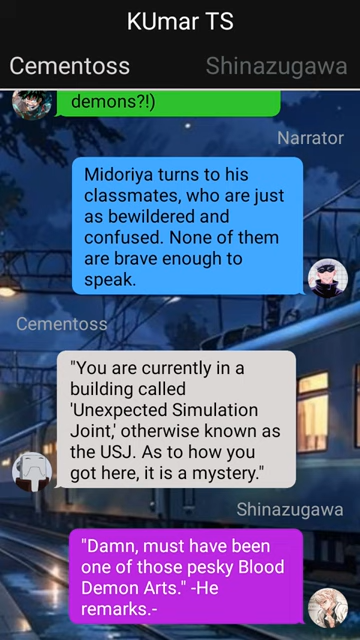 KUmar TS
Cementoss Shinazugawa
demons?!)
Narrator
Midoriya turns to his
classmates, who are just
as bewildered and
confused. None of them
are brave enough to
speak.
Cementoss
"You are currently in a
building called
'Unexpected Simulation
Joint,' otherwise known as
the USJ. As to how you
got here, it is a mystery."
Shinazugawa
"Damn, must have been
one of those pesky Blood
Demon Arts." -He
remarks.-